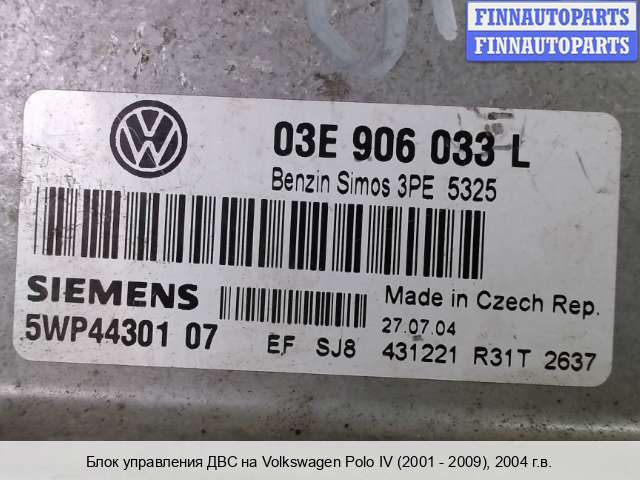 FINNAUTOPARTS
FINNAUTOPARTS
03E 906 033 L
Benzin Simos 3PE 5325
SIEMENS
Made in Czech Rep.
5WP44301 07
27.07.04
EF SJ8 431221 R31T 2637
Блок управления ДВС на Volkswagen Polo IV (2001 - 2009), 2004 г.в.